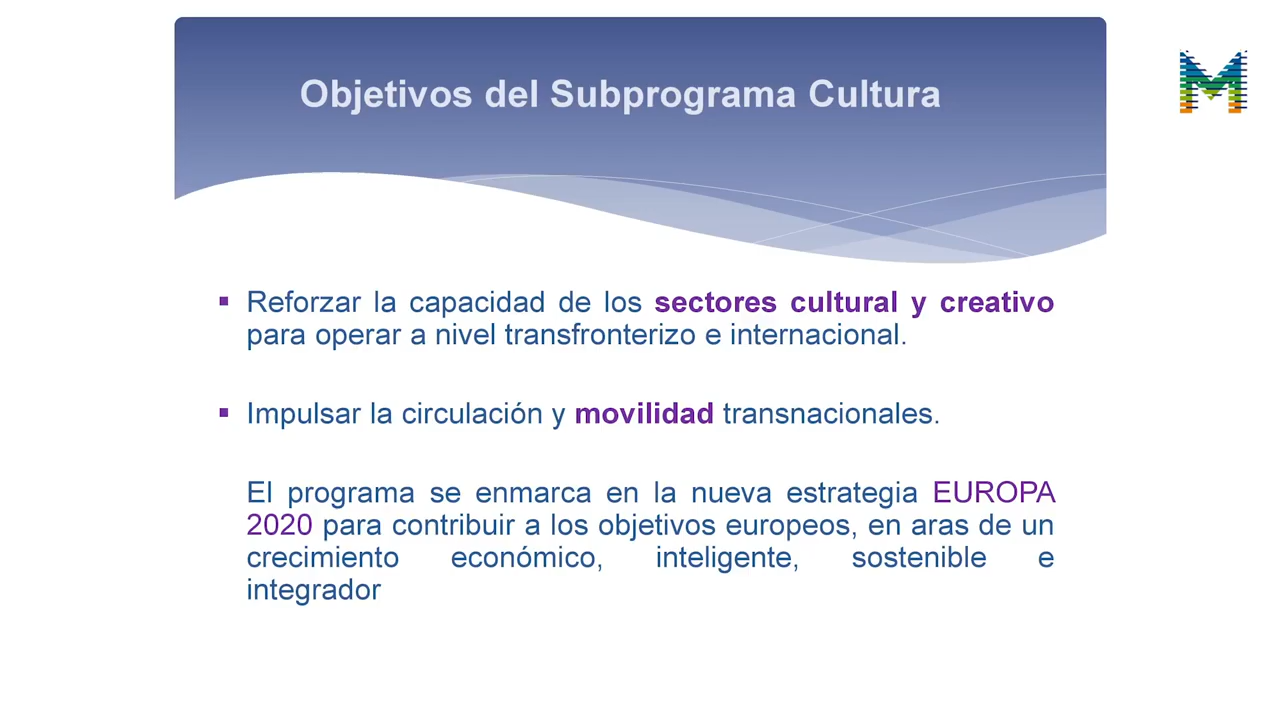 Objetivos del Subprograma Cultura
M
▪ Reforzar la capacidad de los sectores cultural y creativo
para operar a nivel transfronterizo e internacional.
▪ Impulsar la circulación y movilidad transnacionales.
El programa se enmarca en la nueva estrategia EUROPA
2020 para contribuir a los objetivos europeos, en aras de un
crecimiento económico, inteligente, sostenible e
integrador